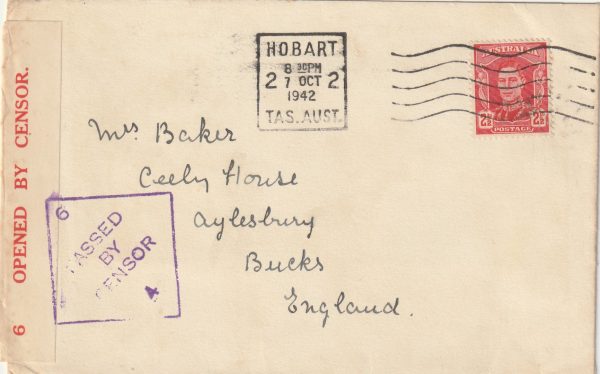 6 OPENED BY CENSOR.
HOBART
8 30PM
2 7 OCT 2
1942
TAS. AUST.
AUSTRALIA
2½ 2½
POSTAGE
Mrs Baker
Ceely House
Aylesbury
Bucks
England.
6
PASSED
BY
CENSOR
4